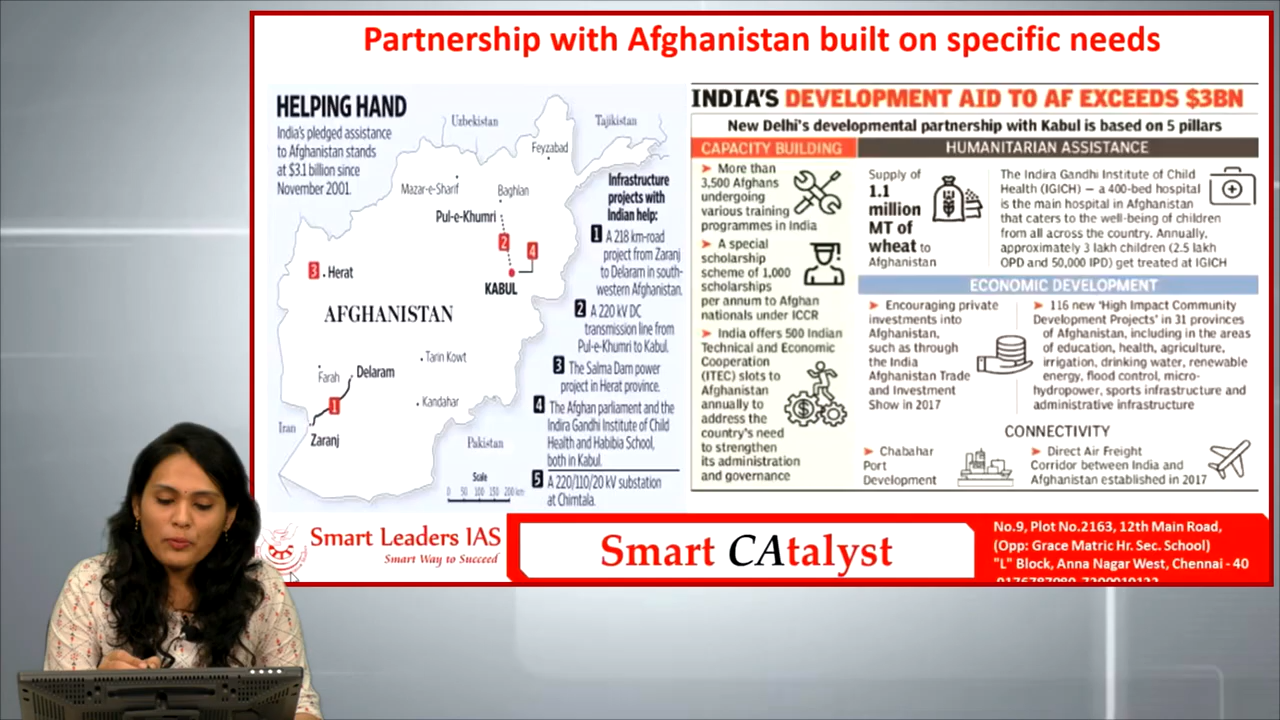 Partnership with Afghanistan built on specific needs
HELPING HAND
India's pledged assistance
to Afghanistan stands
at $3.1 billion since
November 2001.
Uzbekistan
Tajikistan
Feyzabad
Mazar-e-Sharif
Baghlan
Pul-e-Khumri
2
4
3
Herat
KABUL
AFGHANISTAN
Tarin Kowt
Farah
Delaram
Kandahar
1
Iran
Zaranj
Pakistan
Scale
0 50 100 150 200 km
Infrastructure
projects with
Indian help:
1 A 218 km-road
project from Zaranj
to Delaram in south-
western Afghanistan.
2 A 220 kV DC
transmission line from
Pul-e-Khumri to Kabul.
3 The Salma Dam power
project in Herat province.
4 The Afghan parliament and the
Indira Gandhi Institute of Child
Health and Habibia School,
both in Kabul.
5 A 220/110/20 kV substation
at Chimtala.
INDIA'S DEVELOPMENT AID TO AF EXCEEDS $3BN
New Delhi's developmental partnership with Kabul is based on 5 pillars
CAPACITY BUILDING
More than
3,500 Afghans
undergoing
various training
programmes in India
A special
scholarship
scheme of 1,000
scholarships
per annum to Afghan
nationals under ICCR
India offers 500 Indian
Technical and Economic
Cooperation
(ITEC) slots to
Afghanistan
annually to
address the
country's need
to strengthen
its administration
and governance
HUMANITARIAN ASSISTANCE
Supply of
1.1
million
MT of
wheat to
Afghanistan
The Indira Gandhi Institute of Child
Health (IGICH) — a 400-bed hospital
is the main hospital in Afghanistan
that caters to the well-being of children
from all across the country. Annually,
approximately 3 lakh children (2.5 lakh
OPD and 50,000 IPD) get treated at IGICH
ECONOMIC DEVELOPMENT
Encouraging private
investments into
Afghanistan,
such as through
the India
Afghanistan Trade
and Investment
Show in 2017
116 new 'High Impact Community
Development Projects' in 31 provinces
of Afghanistan, including in the areas
of education, health, agriculture,
irrigation, drinking water, renewable
energy, flood control, micro-
hydropower, sports infrastructure and
administrative infrastructure
CONNECTIVITY
Chabahar
Port
Development
Direct Air Freight
Corridor between India and
Afghanistan established in 2017
Smart Leaders IAS
Smart Way to Succeed
Smart CAtalyst
No.9, Plot No.2163, 12th Main Road,
(Opp: Grace Matric Hr. Sec. School)
"L" Block, Anna Nagar West, Chennai - 40